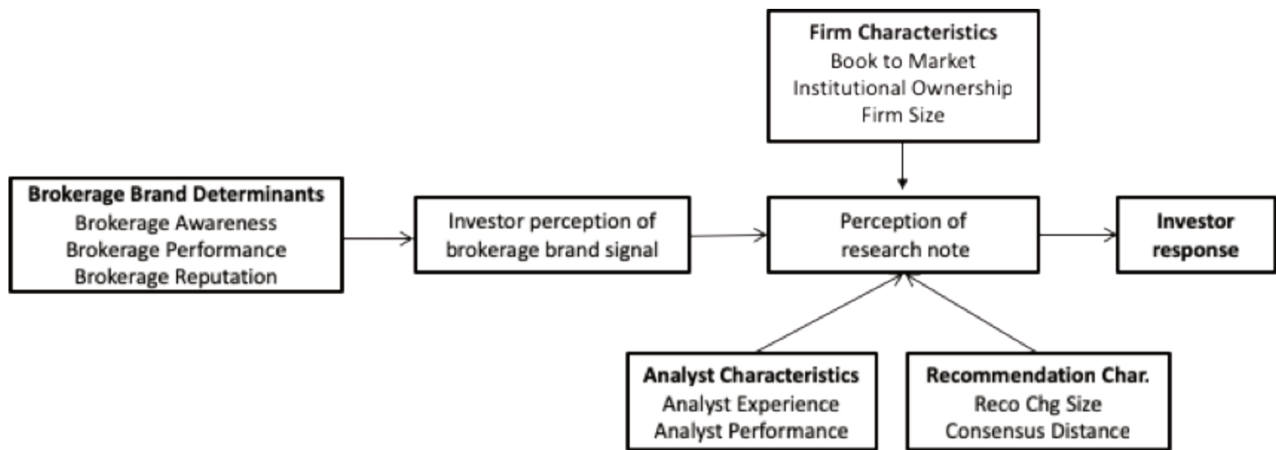 Firm Characteristics
Book to Market
Institutional Ownership
Firm Size
Brokerage Brand Determinants
Brokerage Awareness
Brokerage Performance
Brokerage Reputation
Investor perception of
brokerage brand signal
Perception of
research note
Investor
response
Analyst Characteristics
Analyst Experience
Analyst Performance
Recommendation Char.
Reco Chg Size
Consensus Distance